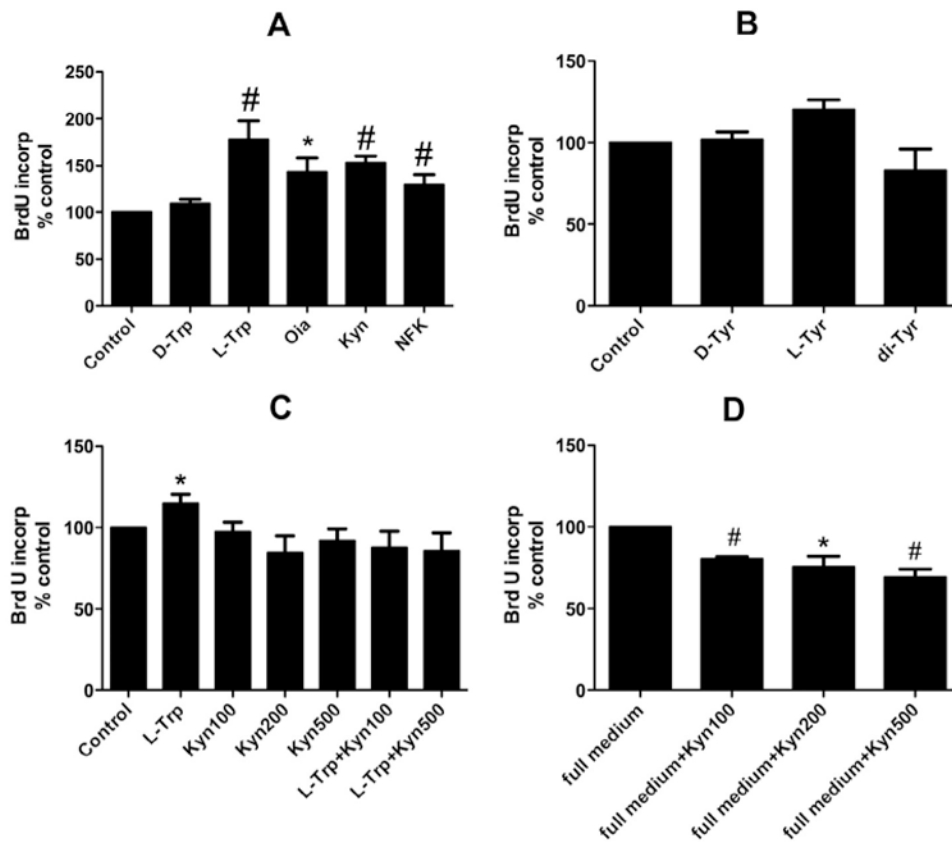 A
BrdU incorp
% control
250
200
150
100
50
0
#
*
#
#
Control
D-Trp
L-Trp
Oia
Kyn
NFK
B
BrdU incorp
% control
150
100
50
0
Control
D-Tyr
L-Tyr
di-Tyr
C
Brd U incorp
% control
150
100
50
0
*
Control
L-Trp
Kyn100
Kyn200
Kyn500
L-Trp+Kyn100
L-Trp+Kyn500
D
Brd U incorp
% control
150
100
50
0
#
*
#
full medium
full medium+Kyn100
full medium+Kyn200
full medium+Kyn500